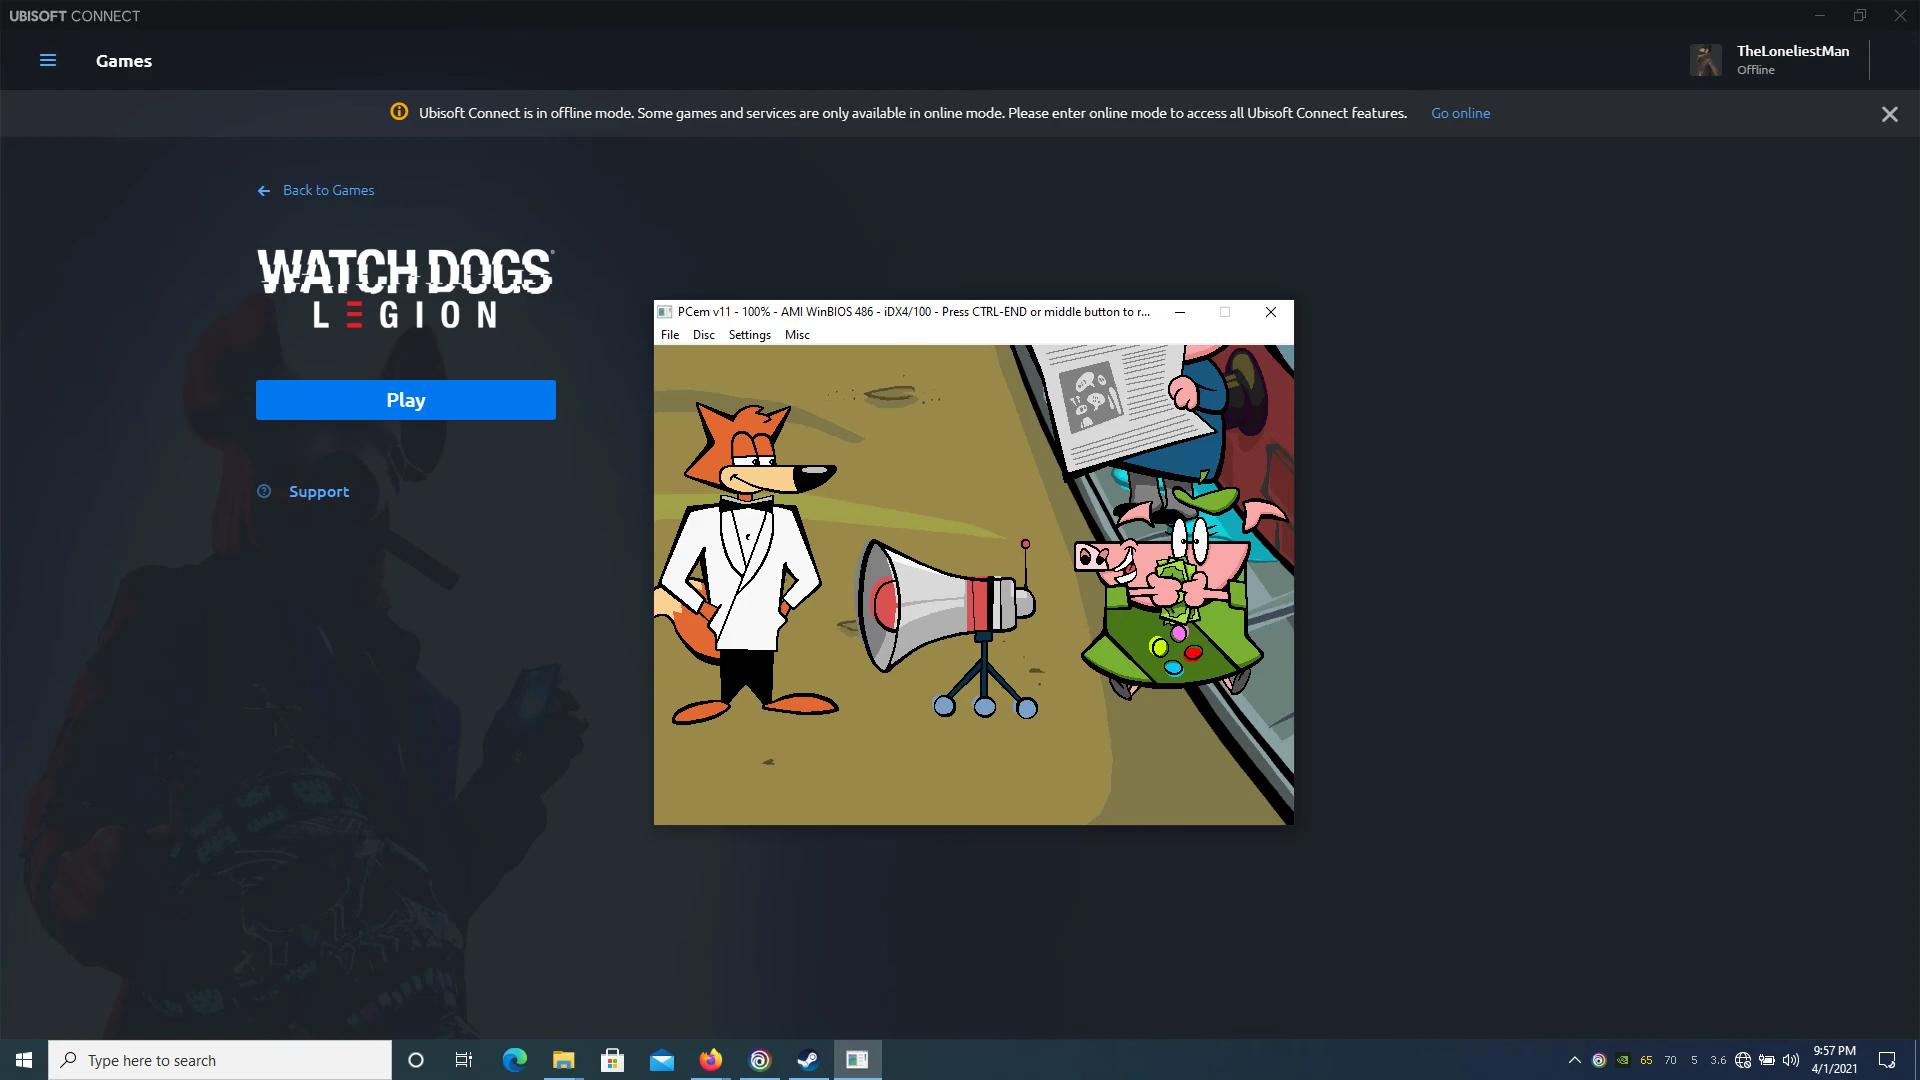 UBISOFT CONNECT
Games
TheLoneliestMan
Offline
Ubisoft Connect is in offline mode. Some games and services are only available in online mode. Please enter online mode to access all Ubisoft Connect features. Go online
Back to Games
WATCH DOGS
LEGION
Play
Support
PCem v11 - 100% - AMI WinBIOS 486 - iDX4/100 - Press CTRL-END or middle button to r...
File Disc Settings Misc
Type here to search
65 70 5 3.6
9:57 PM
4/1/2021